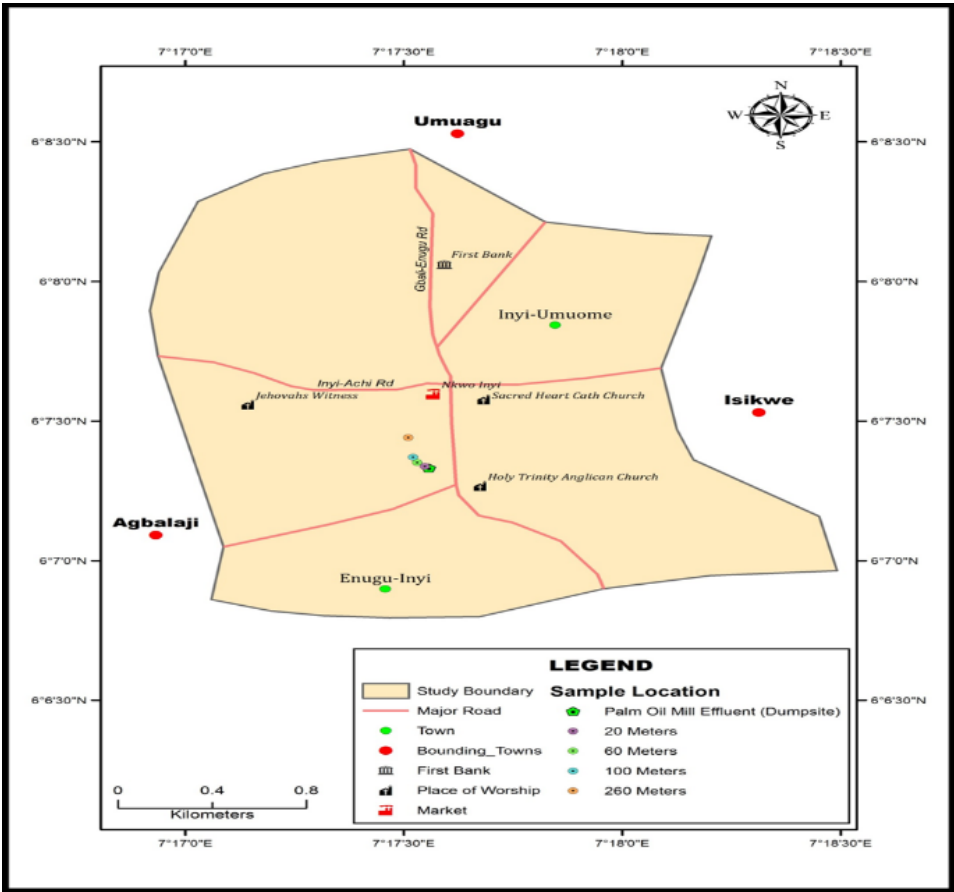 7°17'0"E
7°17'30"E
7°18'0"E
7°18'30"E
N
W E
S
Umuagu
6°8'30"N
6°8'30"N
Gbali-Enugu Rd
First Bank
6°8'0"N
6°8'0"N
Inyi-Umuome
Inyi-Achi Rd
Nkwo Inyi
Jehovahs Witness
Sacred Heart Cath Church
Isikwe
6°7'30"N
6°7'30"N
Holy Trinity Anglican Church
Agbalaji
6°7'0"N
6°7'0"N
Enugu-Inyi
LEGEND
Study Boundary
Sample Location
Major Road
Palm Oil Mill Effluent (Dumpsite)
Town
20 Meters
Bounding_Towns
60 Meters
First Bank
100 Meters
Place of Worship
260 Meters
Market
6°6'30"N
6°6'30"N
0 0.4 0.8
Kilometers
7°17'0"E
7°17'30"E
7°18'0"E
7°18'30"E